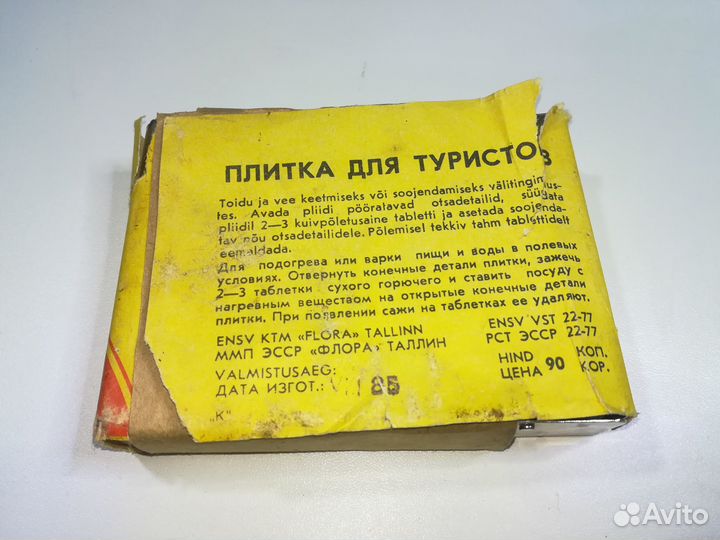 ПЛИТКА ДЛЯ ТУРИСТОВ
Toidu ja vee keetmiseks või soojendamiseks välitingimus-
tes. Avada pliidi pööratavad otsadetailid, süüdata
pliidil 2—3 kuivpõletusaine tabletti ja asetada soojenda-
tav nõu otsadetailidele. Põlemisel tekkiv tahm tablettidelt
eemaldada.
Для подогрева или варки пищи и воды в полевых
условиях. Отвернуть конечные детали плитки, зажечь
2—3 таблетки сухого горючего и ставить посуду с
нагревным веществом на открытые конечные детали
плитки. При появлении сажи на таблетках ее удаляют.
ENSV KTM «FLORA» TALLINN ENSV VST 22-77
ММП ЭССР «ФЛОРА» ТАЛЛИН РСТ ЭССР 22-77
VALMISTUSAEG: HIND 90 КОП.
ДАТА ИЗГОТ.: 85 ЦЕНА КОР.
„К"
Avito